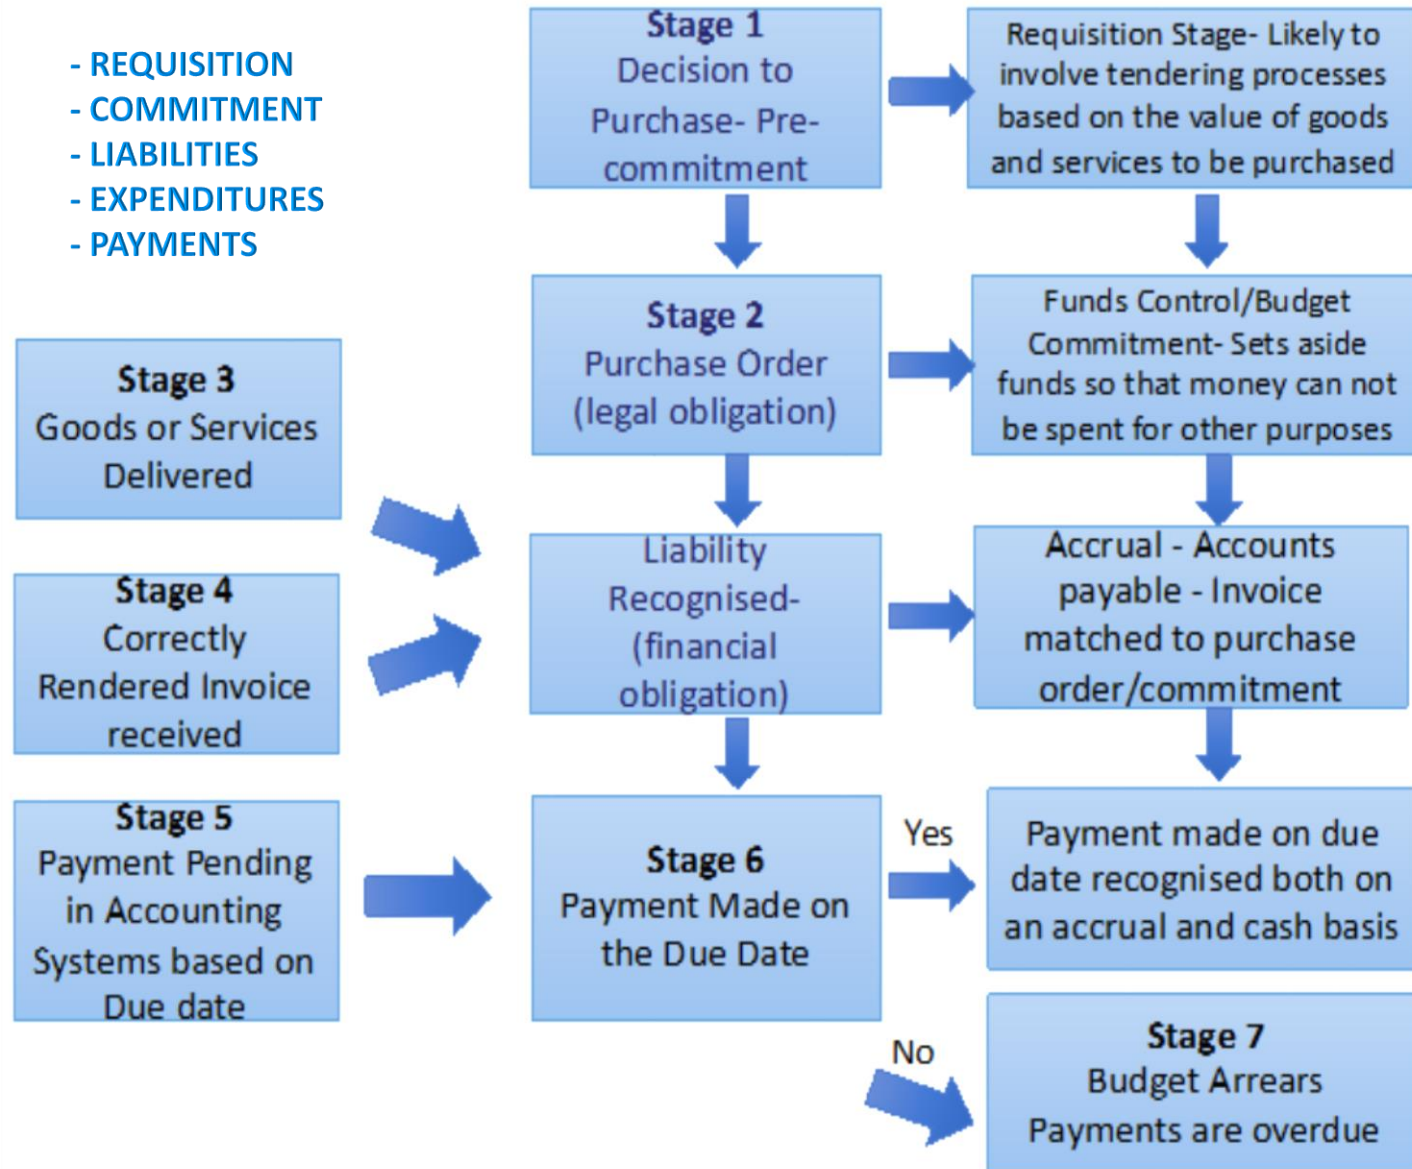 - REQUISITION
- COMMITMENT
- LIABILITIES
- EXPENDITURES
- PAYMENTS
Stage 1
Decision to
Purchase- Pre-
commitment
Requisition Stage- Likely to
involve tendering processes
based on the value of goods
and services to be purchased
Stage 2
Purchase Order
(legal obligation)
Funds Control/Budget
Commitment- Sets aside
funds so that money can not
be spent for other purposes
Stage 3
Goods or Services
Delivered
Stage 4
Correctly
Rendered Invoice
received
Liability
Recognised-
(financial
obligation)
Accrual - Accounts
payable - Invoice
matched to purchase
order/commitment
Stage 5
Payment Pending
in Accounting
Systems based on
Due date
Stage 6
Payment Made on
the Due Date
Yes
Payment made on due
date recognised both on
an accrual and cash basis
No
Stage 7
Budget Arrears
Payments are overdue